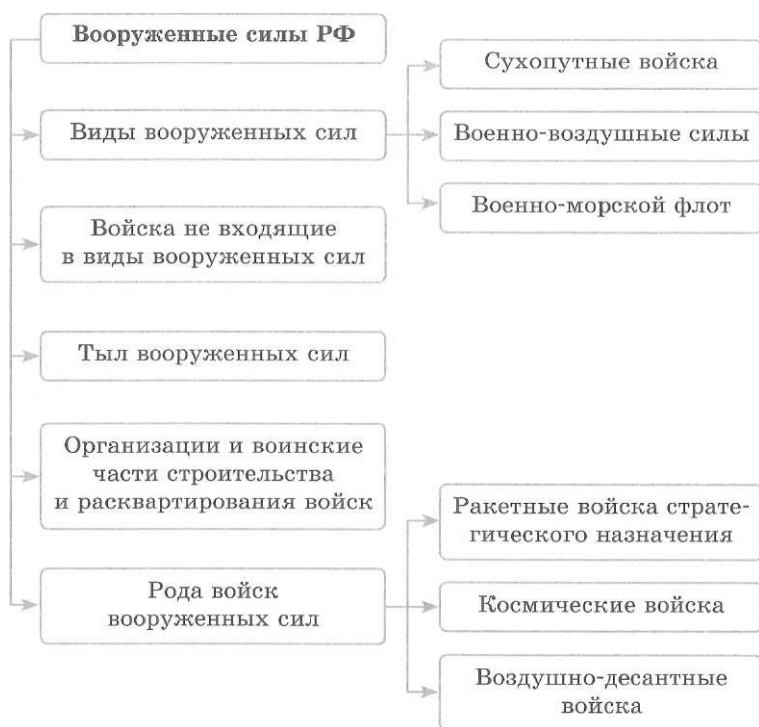 Вооруженные силы РФ
Виды вооруженных сил
Сухопутные войска
Военно-воздушные силы
Военно-морской флот
Войска не входящие
в виды вооруженных сил
Тыл вооруженных сил
Организации и воинские
части строительства
и расквартирования войск
Рода войск
вооруженных сил
Ракетные войска страте-
гического назначения
Космические войска
Воздушно-десантные
войска